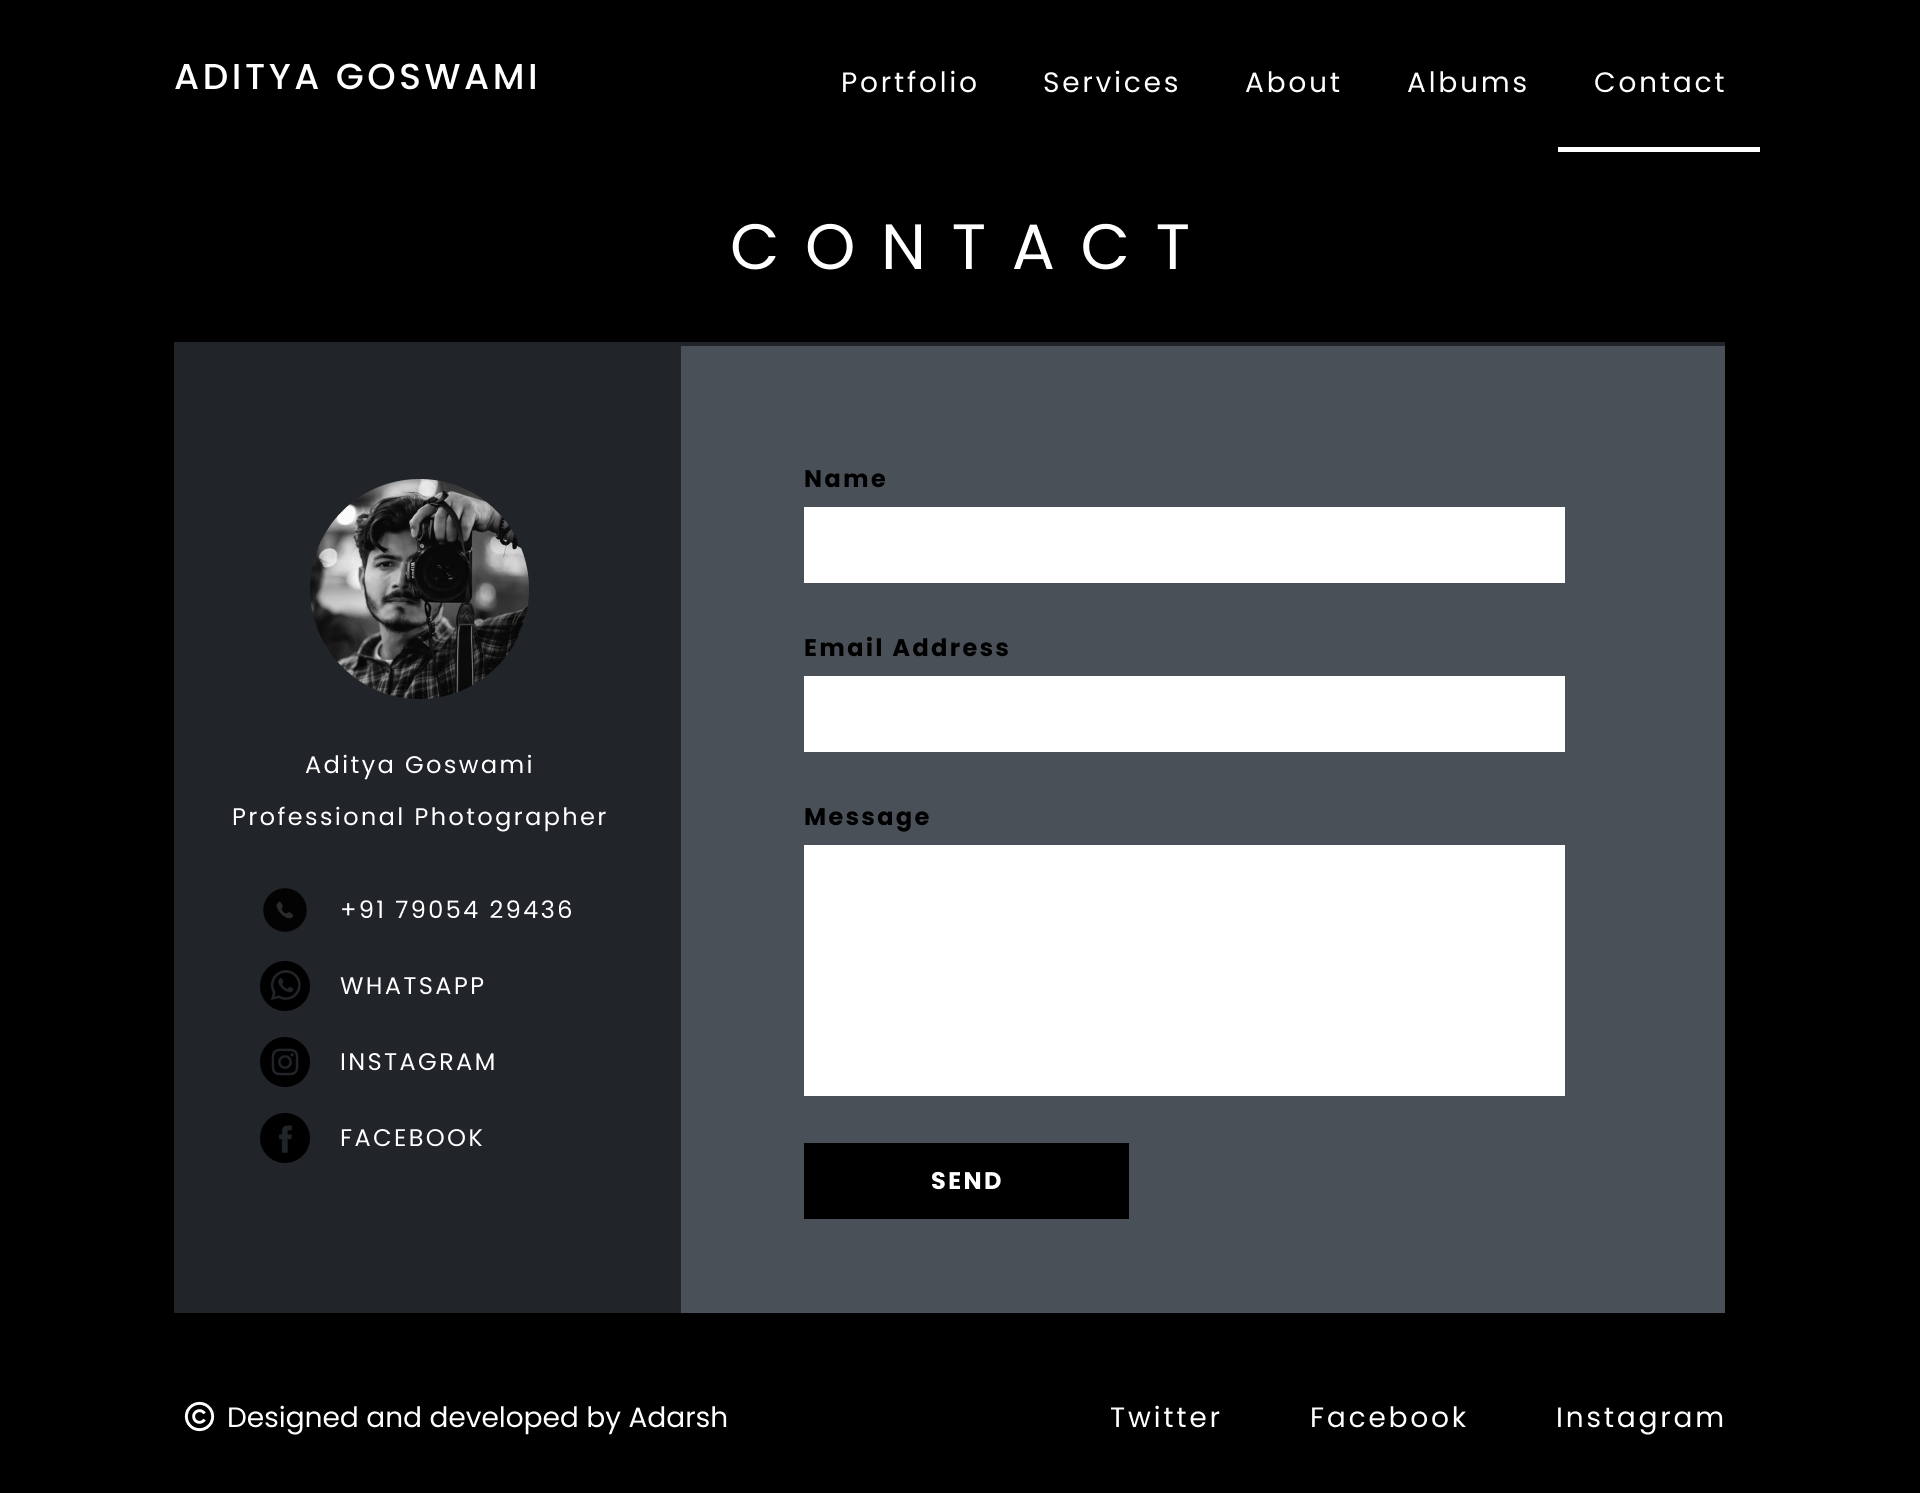 ADITYA GOSWAMI
Portfolio Services About Albums Contact
CONTACT
Aditya Goswami
Professional Photographer
+91 79054 29436
WHATSAPP
INSTAGRAM
FACEBOOK
Name
Email Address
Message
SEND
© Designed and developed by Adarsh
Twitter Facebook Instagram